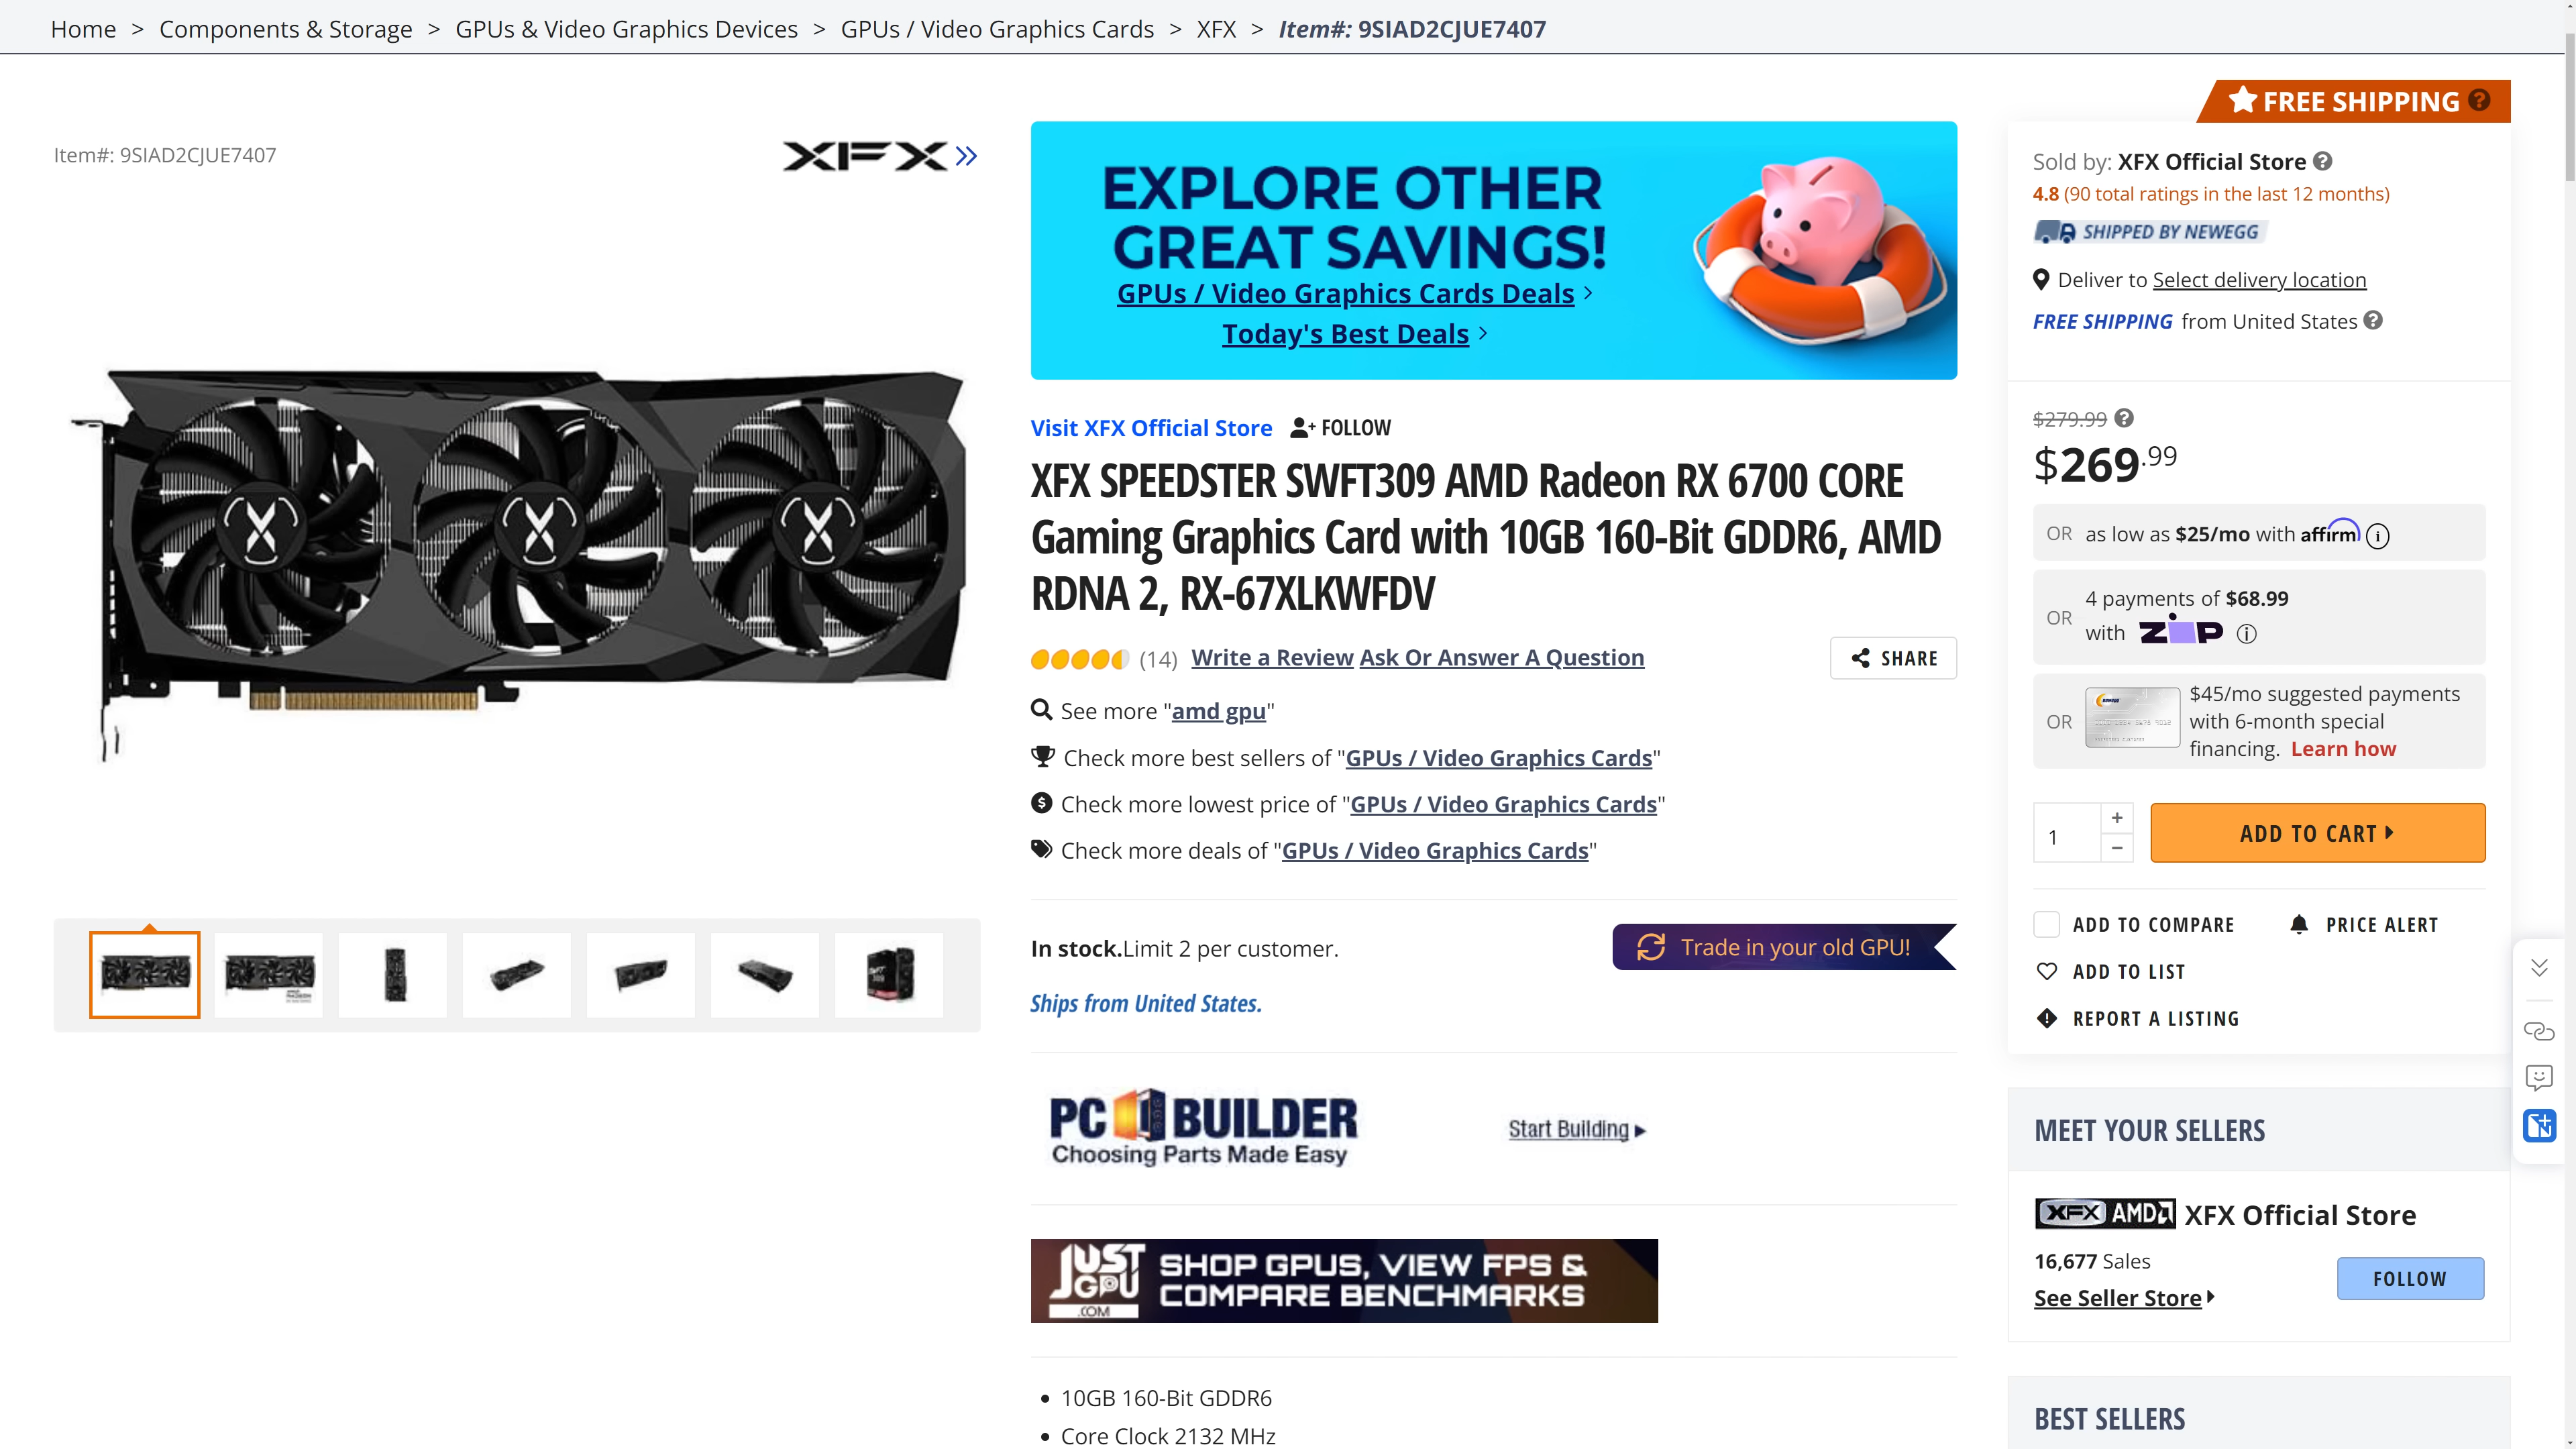 Home > Components & Storage > GPUs & Video Graphics Devices > GPUs / Video Graphics Cards > XFX > Item#: 9SIAD2CJUE7407
Item#: 9SIAD2CJUE7407
XFX
EXPLORE OTHER
GREAT SAVINGS!
GPUs / Video Graphics Cards Deals
Today's Best Deals
Visit XFX Official Store FOLLOW
XFX SPEEDSTER SWFT309 AMD Radeon RX 6700 CORE
Gaming Graphics Card with 10GB 160-Bit GDDR6, AMD
RDNA 2, RX-67XLKWFDV
(14) Write a Review Ask Or Answer A Question
SHARE
See more "amd gpu"
Check more best sellers of "GPUs / Video Graphics Cards"
Check more lowest price of "GPUs / Video Graphics Cards"
Check more deals of "GPUs / Video Graphics Cards"
In stock.Limit 2 per customer.
Trade in your old GPU!
Ships from United States.
PC BUILDER
Choosing Parts Made Easy
Start Building
JUST
GPU
.COM
SHOP GPUS, VIEW FPS &
COMPARE BENCHMARKS
• 10GB 160-Bit GDDR6
• Core Clock 2132 MHz
FREE SHIPPING
Sold by: XFX Official Store
4.8 (90 total ratings in the last 12 months)
SHIPPED BY NEWEGG
Deliver to Select delivery location
FREE SHIPPING from United States
$279.99
$269.99
OR as low as $25/mo with affirm
OR 4 payments of $68.99
with ZIP
OR $45/mo suggested payments
with 6-month special
financing. Learn how
1 + −
ADD TO CART
ADD TO COMPARE
PRICE ALERT
ADD TO LIST
REPORT A LISTING
MEET YOUR SELLERS
XFX AMD XFX Official Store
16,677 Sales
FOLLOW
See Seller Store
BEST SELLERS